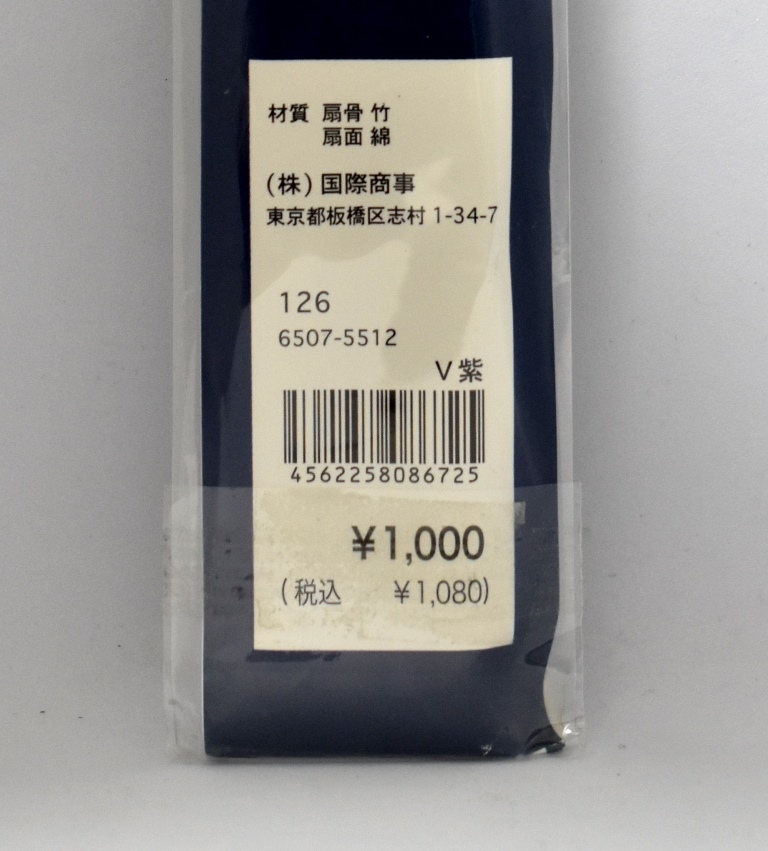 材質 扇骨 竹
扇面 綿
(株)国際商事
東京都板橋区志村 1-34-7
126
6507-5512
V紫
4562258086725
¥1,000
(税込 ¥1,080)